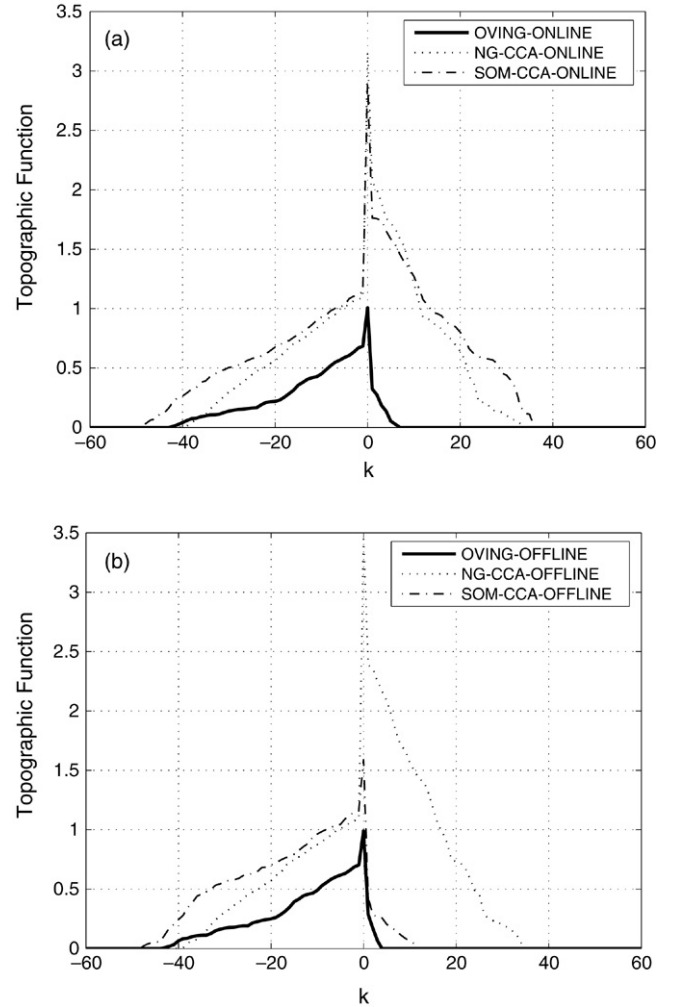 (a)
OVING-ONLINE
NG-CCA-ONLINE
SOM-CCA-ONLINE
Topographic Function
3.5
3
2.5
2
1.5
1
0.5
0
−60 −40 −20 0 20 40 60
k
(b)
OVING-OFFLINE
NG-CCA-OFFLINE
SOM-CCA-OFFLINE
Topographic Function
3.5
3
2.5
2
1.5
1
0.5
0
−60 −40 −20 0 20 40 60
k